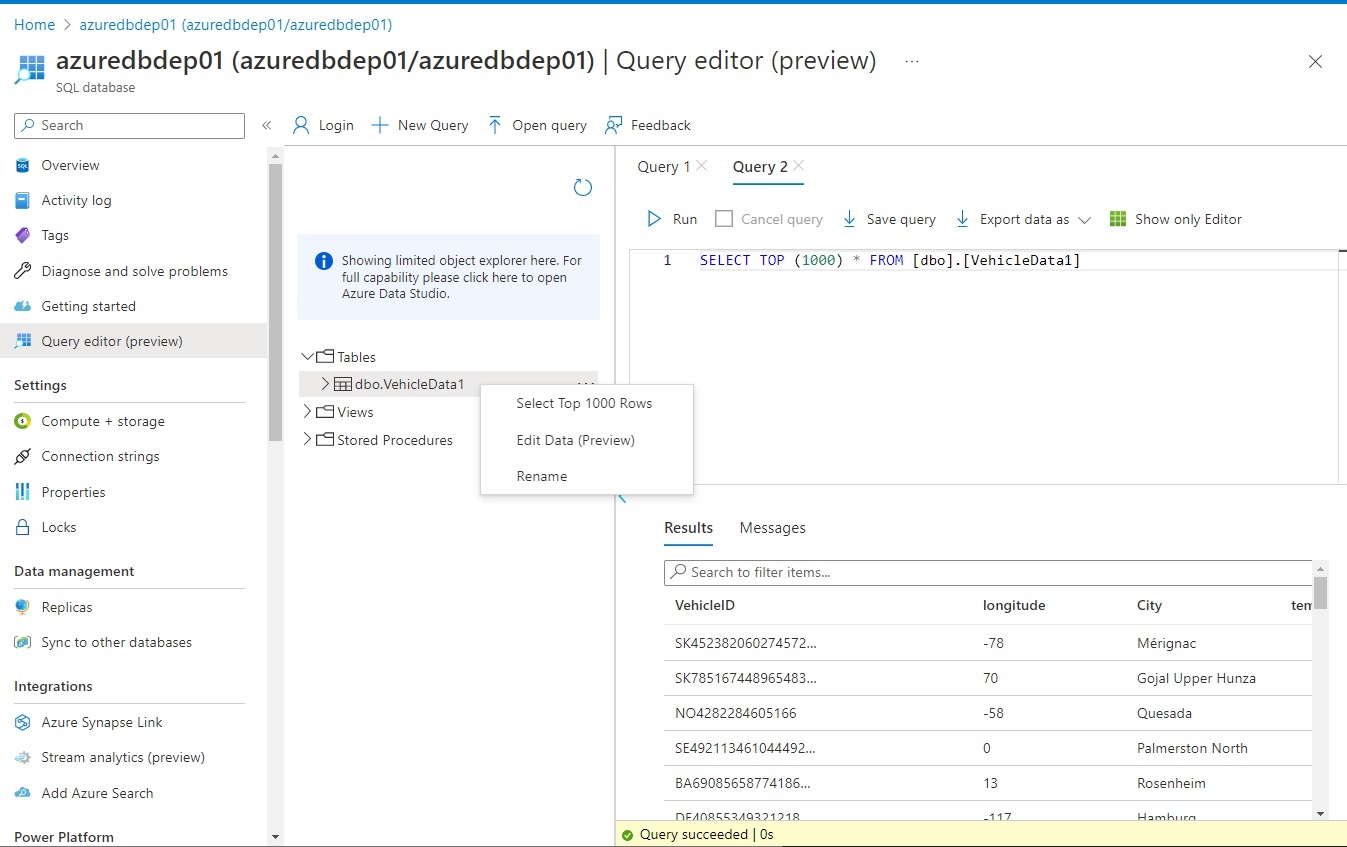 Home > azuredbdep01 (azuredbdep01/azuredbdep01)
azuredbdep01 (azuredbdep01/azuredbdep01) | Query editor (preview) ...
SQL database
Search
«
Login
New Query
Open query
Feedback
Overview
Activity log
Tags
Diagnose and solve problems
Getting started
Query editor (preview)
Settings
Compute + storage
Connection strings
Properties
Locks
Data management
Replicas
Sync to other databases
Integrations
Azure Synapse Link
Stream analytics (preview)
Add Azure Search
Power Platform
Showing limited object explorer here. For
full capability please click here to open
Azure Data Studio.
Tables
dbo.VehicleData1
Views
Stored Procedures
Select Top 1000 Rows
Edit Data (Preview)
Rename
Query 1
Query 2
Run
Cancel query
Save query
Export data as
Show only Editor
1 SELECT TOP (1000) * FROM [dbo].[VehicleData1]
Results
Messages
Search to filter items...
VehicleID longitude City tem
SK452382060274572... -78 Mérignac
SK785167448965483... 70 Gojal Upper Hunza
NO4282284605166 -58 Quesada
SE492113461044492... 0 Palmerston North
BA69085658774186... 13 Rosenheim
DE40855349321218 -117 Hamburg
Query succeeded | 0s